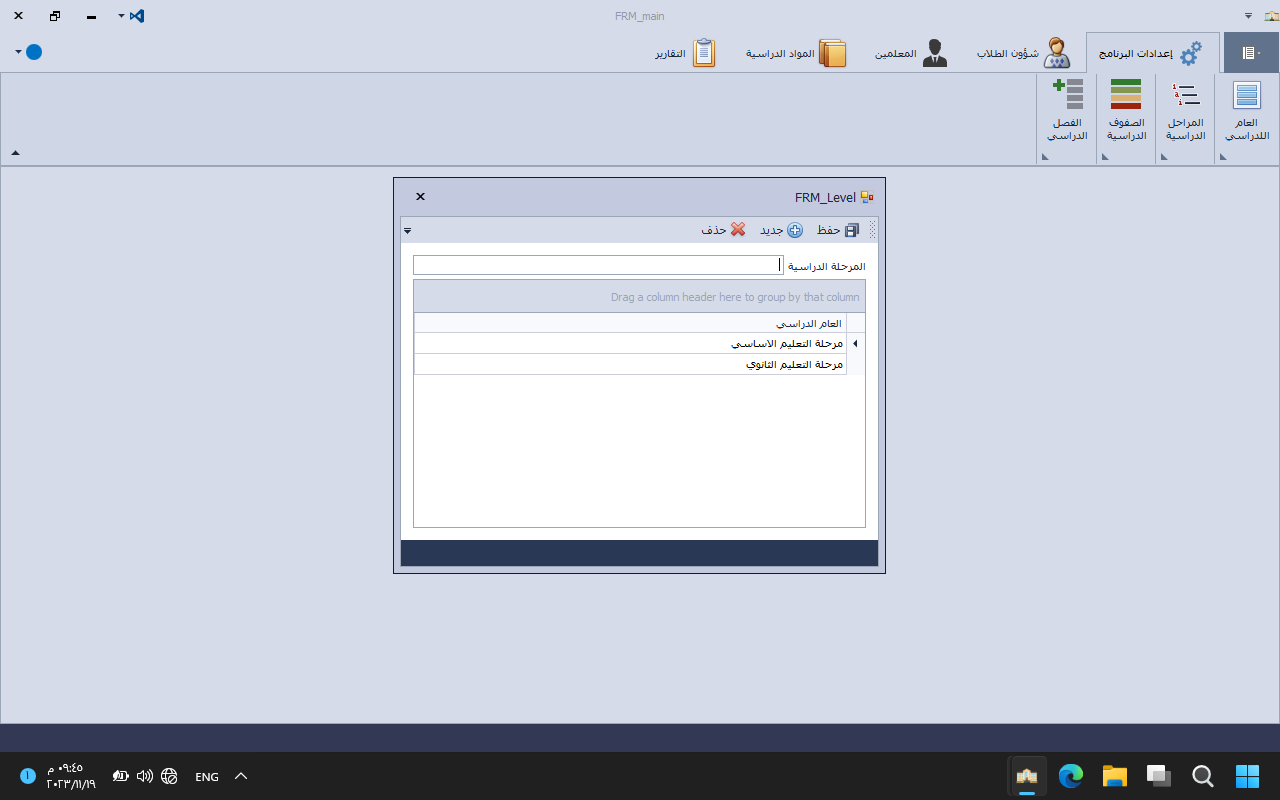 FRM_main
إعدادات البرنامج
شؤون الطلاب
المعلمين
المواد الدراسية
التقارير
العام
اللدراسي
المراحل
الدراسية
الصفوف
الدراسية
الفصل
الدراسي
FRM_Level
حفظ
جديد
حذف
المرحلة الدراسية
Drag a column header here to group by that column
العام الدراسي
مرحلة التعليم الاساسي
مرحلة التعليم الثانوي
ENG
٠٩:٤٥ م
٢٠٢٣/١١/١٩
١